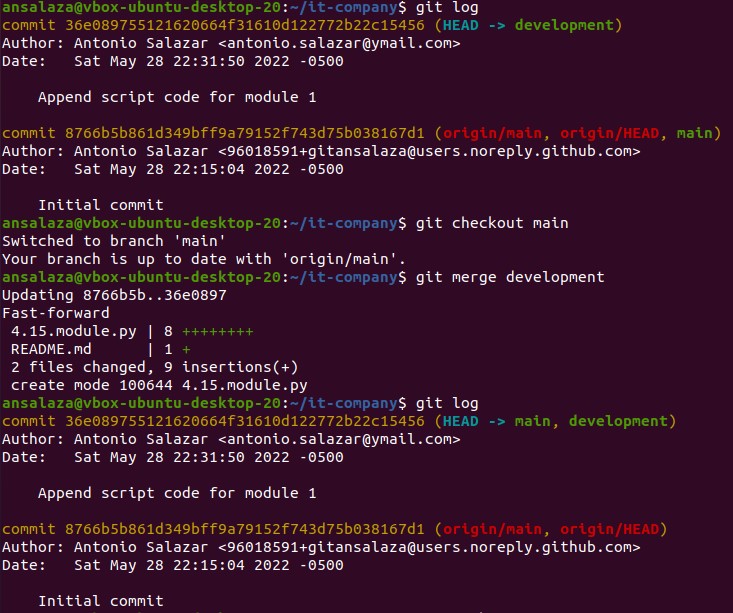 ansalaza@vbox-ubuntu-desktop-20:~/it-company$ git log
commit 36e089755121620664f31610d122772b22c15456 (HEAD -> development)
Author: Antonio Salazar <antonio.salazar@ymail.com>
Date:   Sat May 28 22:31:50 2022 -0500

    Append script code for module 1

commit 8766b5b861d349bff9a79152f743d75b038167d1 (origin/main, origin/HEAD, main)
Author: Antonio Salazar <96018591+gitansalaza@users.noreply.github.com>
Date:   Sat May 28 22:15:04 2022 -0500

    Initial commit
ansalaza@vbox-ubuntu-desktop-20:~/it-company$ git checkout main
Switched to branch 'main'
Your branch is up to date with 'origin/main'.
ansalaza@vbox-ubuntu-desktop-20:~/it-company$ git merge development
Updating 8766b5b..36e0897
Fast-forward
 4.15.module.py | 8 ++++++++
 README.md      | 1 +
 2 files changed, 9 insertions(+)
 create mode 100644 4.15.module.py
ansalaza@vbox-ubuntu-desktop-20:~/it-company$ git log
commit 36e089755121620664f31610d122772b22c15456 (HEAD -> main, development)
Author: Antonio Salazar <antonio.salazar@ymail.com>
Date:   Sat May 28 22:31:50 2022 -0500

    Append script code for module 1

commit 8766b5b861d349bff9a79152f743d75b038167d1 (origin/main, origin/HEAD)
Author: Antonio Salazar <96018591+gitansalaza@users.noreply.github.com>
Date:   Sat May 28 22:15:04 2022 -0500

    Initial commit